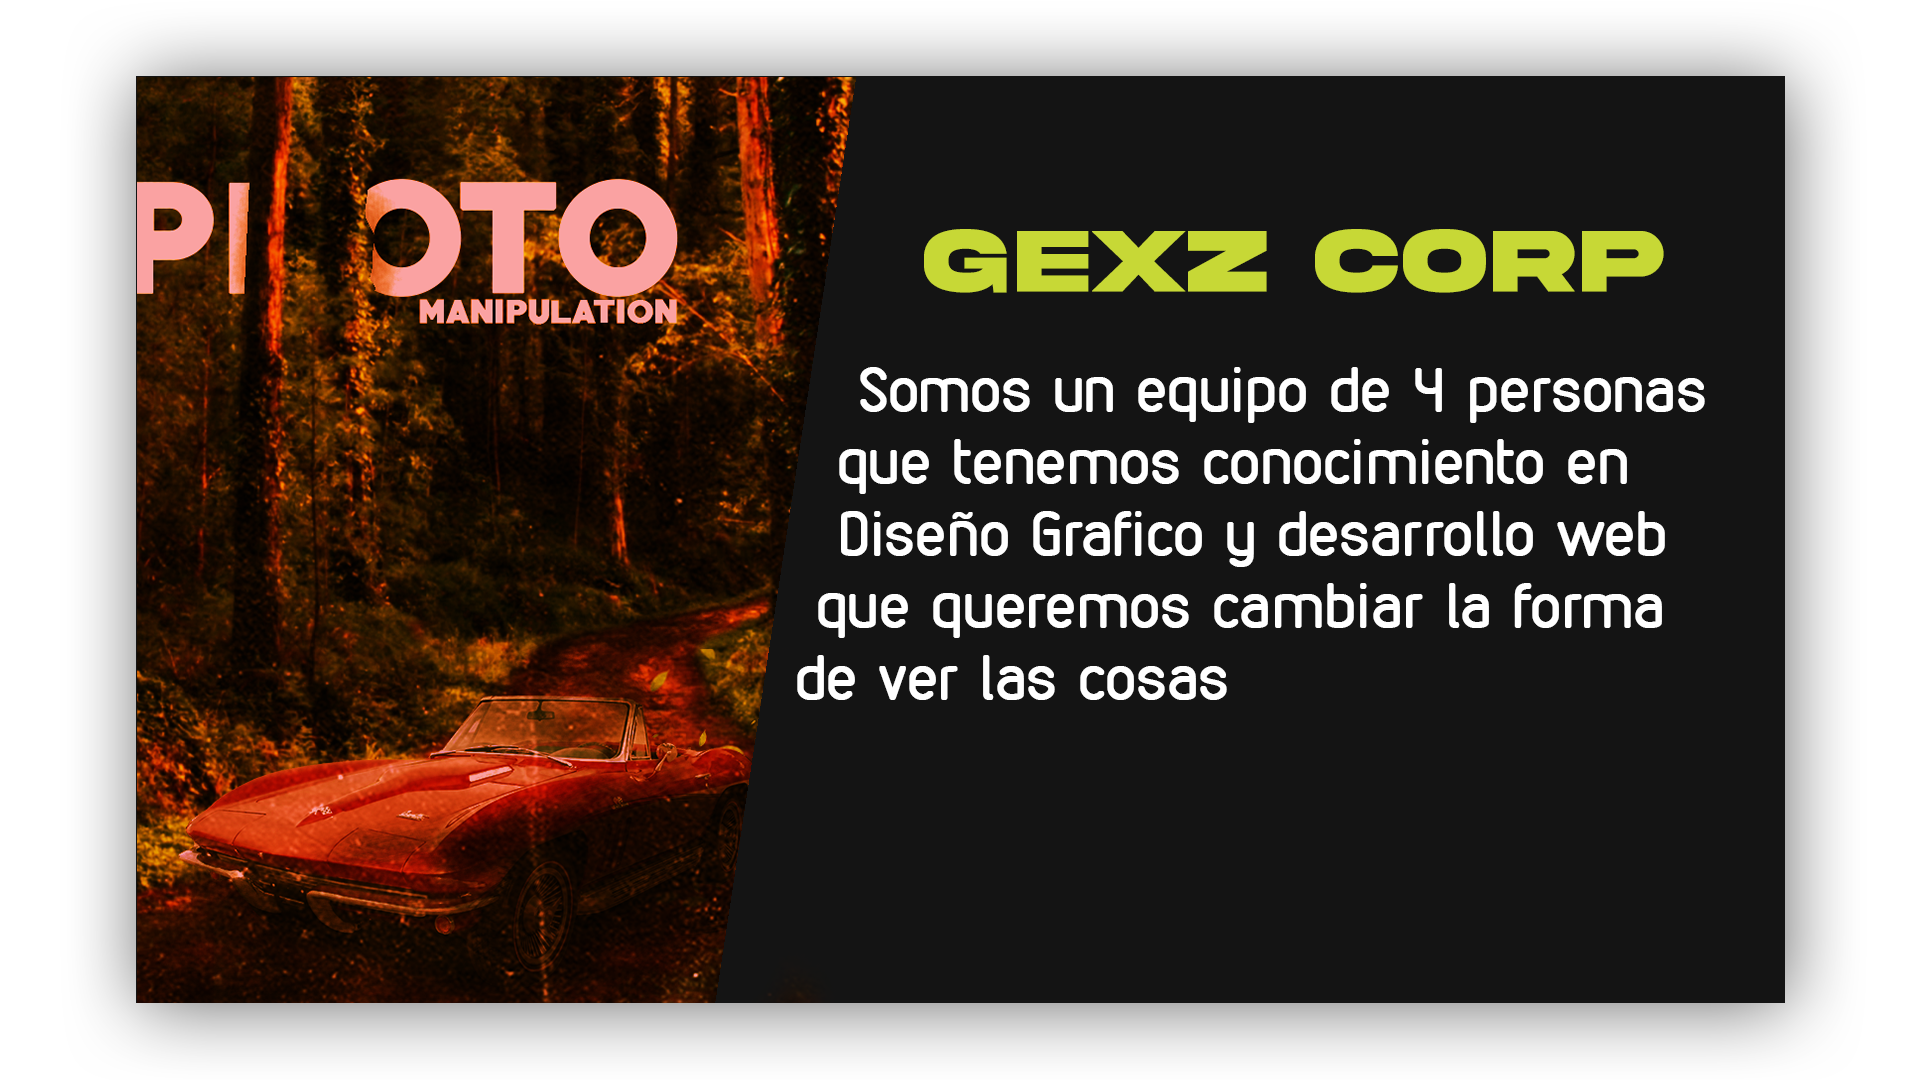 PHOTO
MANIPULATION
GEXZ CORP
Somos un equipo de 4 personas
que tenemos conocimiento en
Diseño Grafico y desarrollo web
que queremos cambiar la forma
de ver las cosas